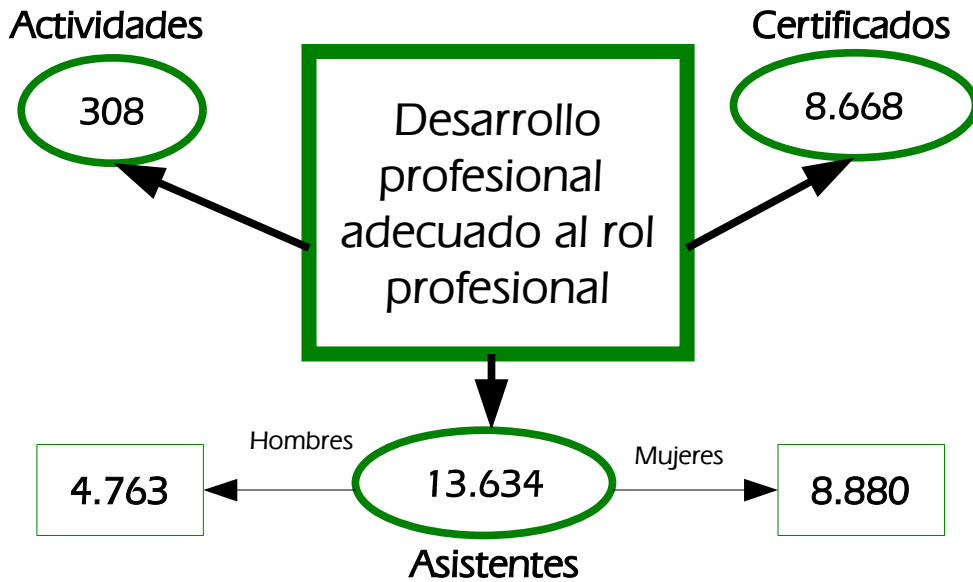 Actividades
Certificados
308
8.668
Desarrollo
profesional
adecuado al rol
profesional
Hombres
Mujeres
4.763
13.634
8.880
Asistentes